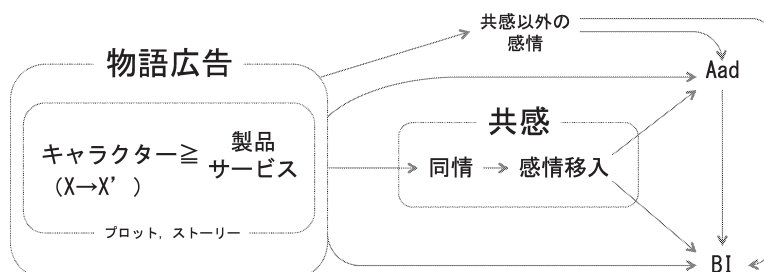 共感以外の
感情
物語広告
Aad
共感
キャラクター≧
製品
サービス
(X→X’)
同情
感情移入
プロット,ストーリー
BI